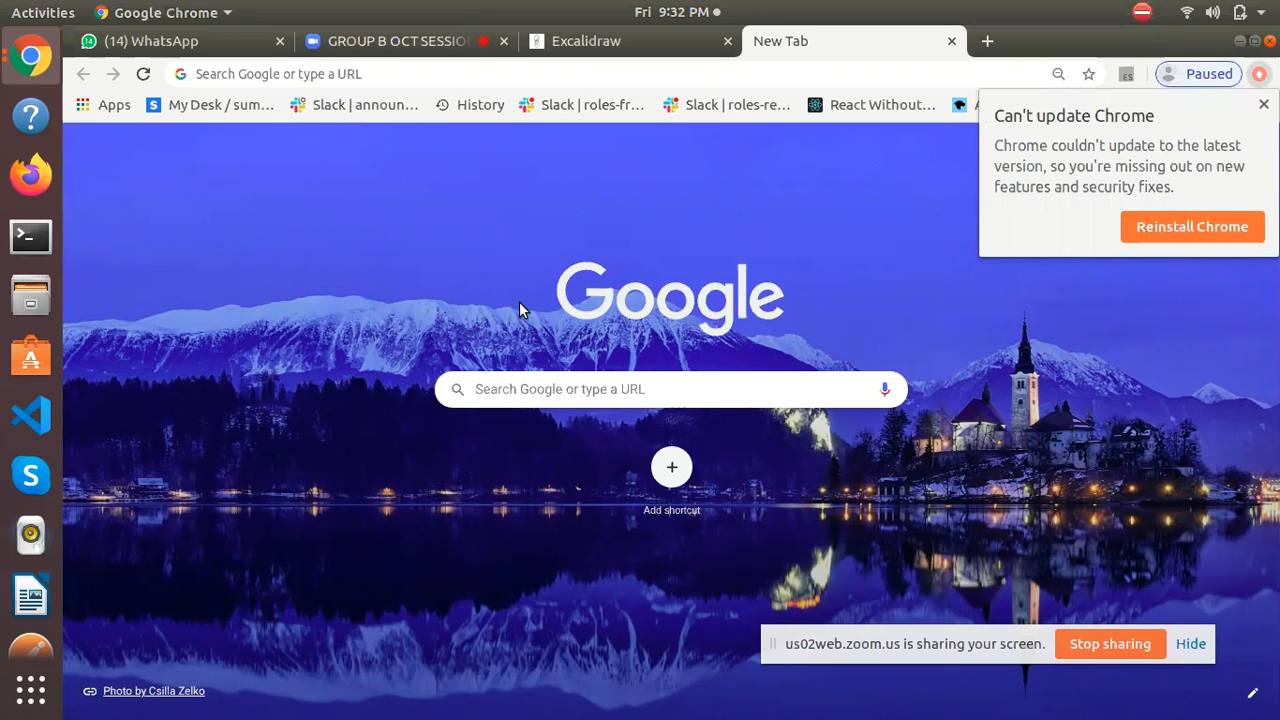 Activities
Google Chrome
Fri 9:32 PM
(14) WhatsApp
GROUP B OCT SESSION
Excalidraw
New Tab
Search Google or type a URL
ES
Paused
Apps
My Desk / sum...
Slack | announ...
History
Slack | roles-fr...
Slack | roles-re...
React Without...
Can't update Chrome
Chrome couldn't update to the latest
version, so you're missing out on new
features and security fixes.
Reinstall Chrome
Google
Search Google or type a URL
Add shortcut
us02web.zoom.us is sharing your screen.
Stop sharing
Hide
Photo by Csilla Zelko